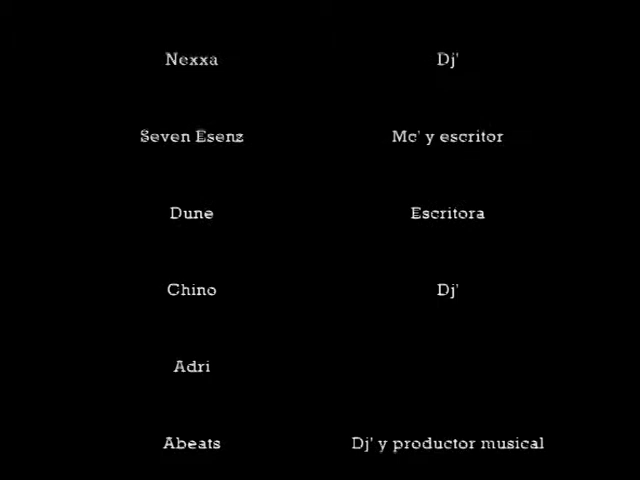 Nexxa Dj'
Seven Esenz Mc' y escritor
Dune Escritora
Chino Dj'
Adri
Abeats Dj' y productor musical